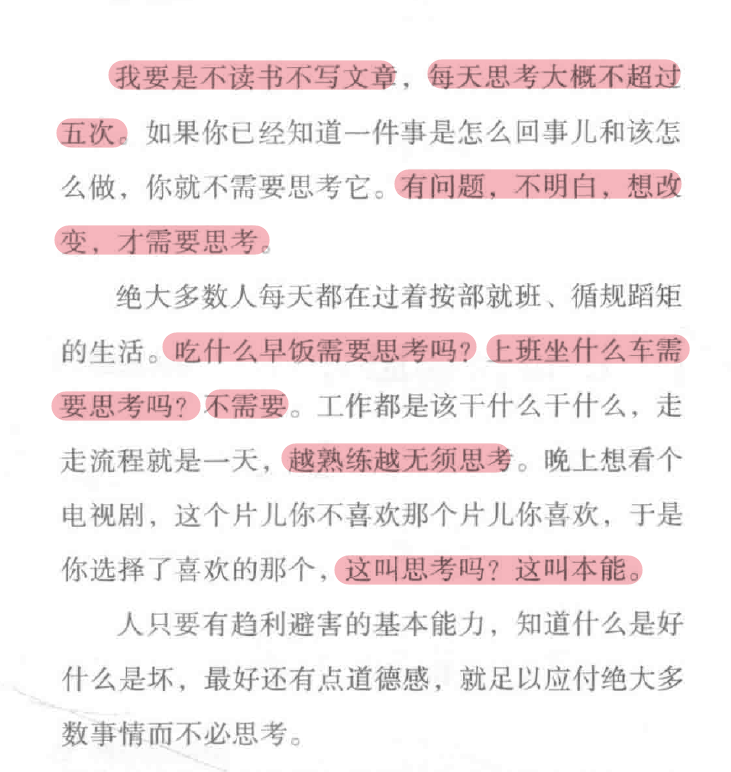 我要是不读书不写文章，每天思考大概不超过
五次。如果你已经知道一件事是怎么回事儿和该怎
么做，你就不需要思考它。有问题，不明白，想改
变，才需要思考。
绝大多数人每天都在过着按部就班、循规蹈矩
的生活。吃什么早饭需要思考吗？上班坐什么车需
要思考吗？不需要。工作都是该干什么干什么，走
走流程就是一天，越熟练越无须思考。晚上想看个
电视剧，这个片儿你不喜欢那个片儿你喜欢，于是
你选择了喜欢的那个，这叫思考吗？这叫本能。
人只要有趋利避害的基本能力，知道什么是好
什么是坏，最好还有点道德感，就足以应付绝大多
数事情而不必思考。